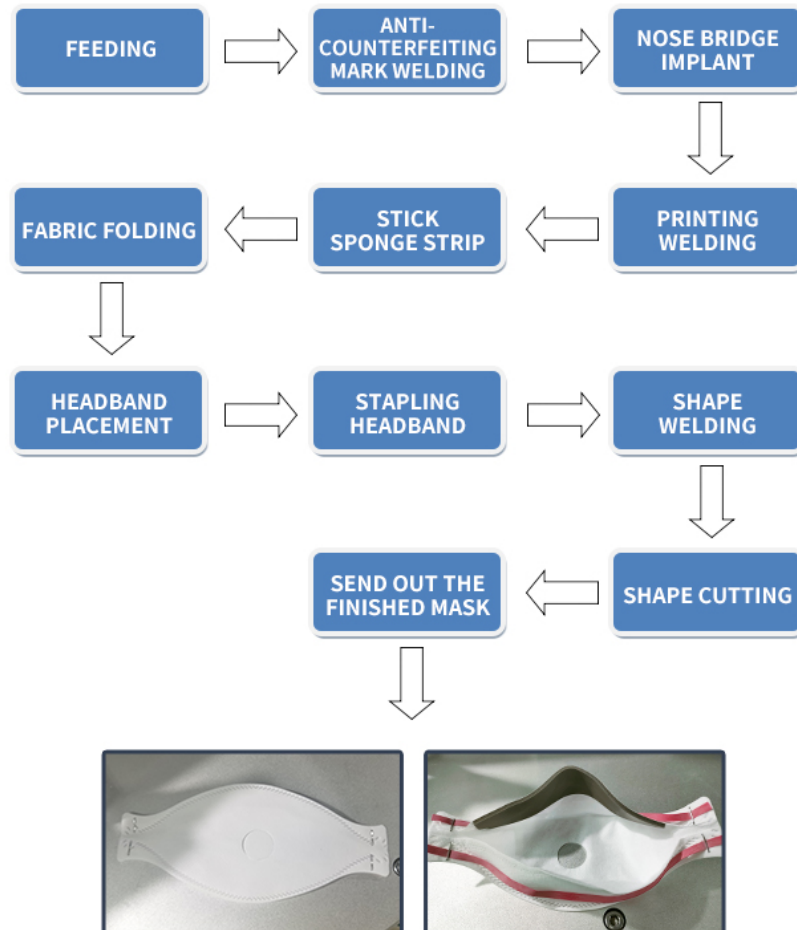 FEEDING
ANTI-
COUNTERFEITING
MARK WELDING
NOSE BRIDGE
IMPLANT
FABRIC FOLDING
STICK
SPONGE STRIP
PRINTING
WELDING
HEADBAND
PLACEMENT
STAPLING
HEADBAND
SHAPE
WELDING
SEND OUT THE
FINISHED MASK
SHAPE CUTTING